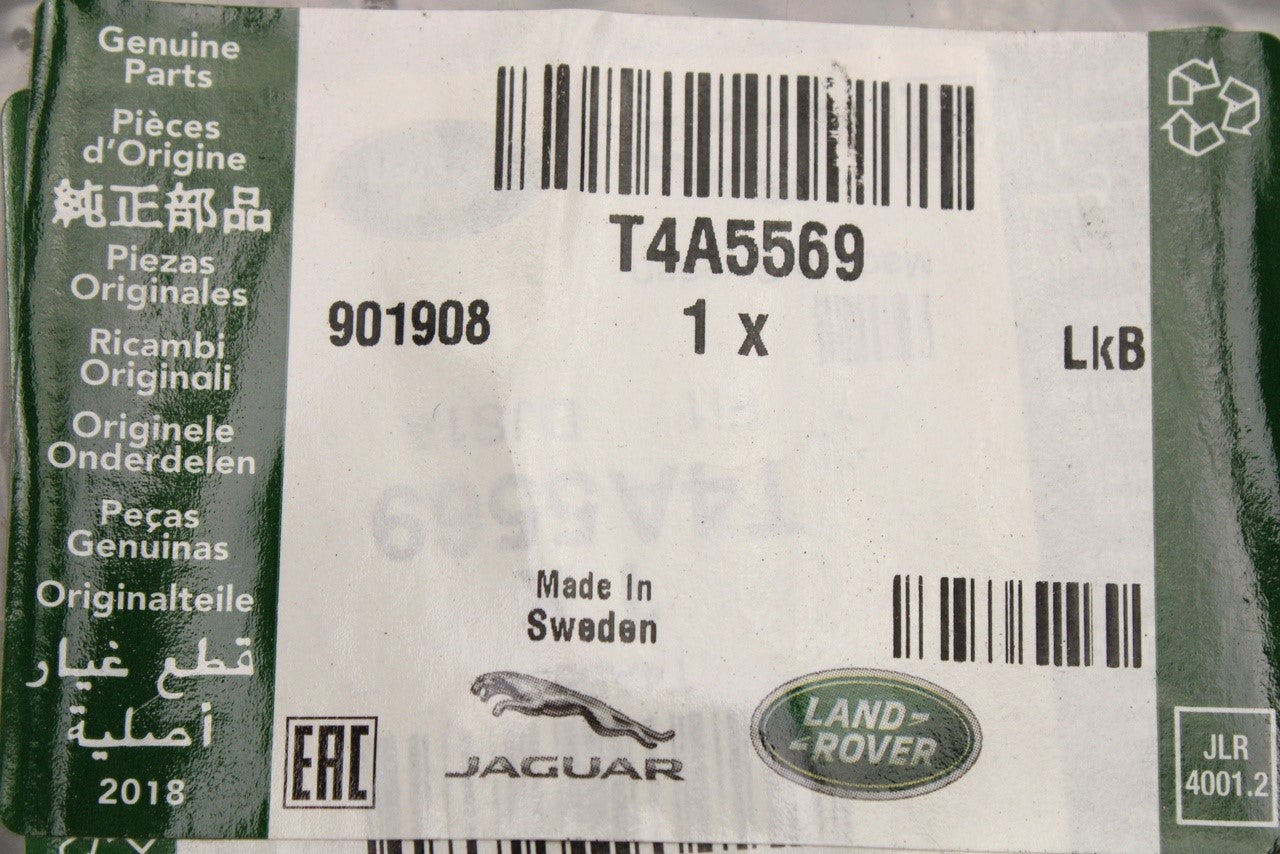 Genuine
Parts
Pièces
d'Origine
純正部品
Piezas
Originales
Ricambi
Originali
Originele
Onderdelen
Peças
Genuinas
Originalteile
قطع غيار
أصلية
2018
T4A5569
901908
1 x
LkB
Made In
Sweden
EAC
JAGUAR
LAND-
-ROVER
JLR
4001.2
T4A5569